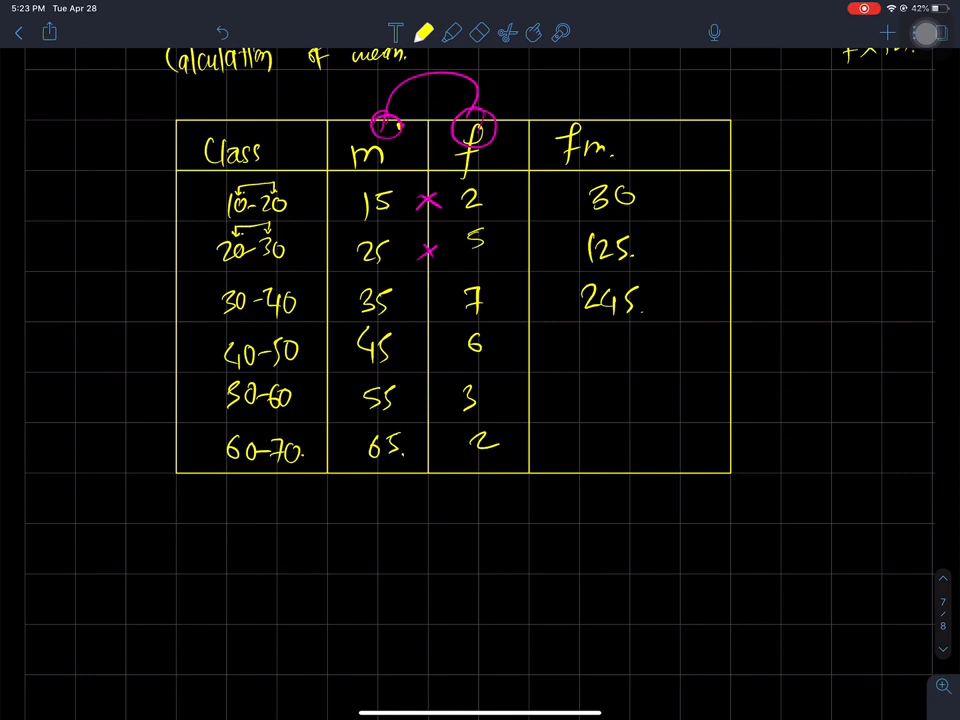 5:23 PM Tue Apr 28 42%
Calculation of mean.
Class m f fm.
10-20 15 × 2 30
20-30 25 × 5 125.
30-40 35 7 245.
40-50 45 6
50-60 55 3
60-70. 65. 2
7
/
8